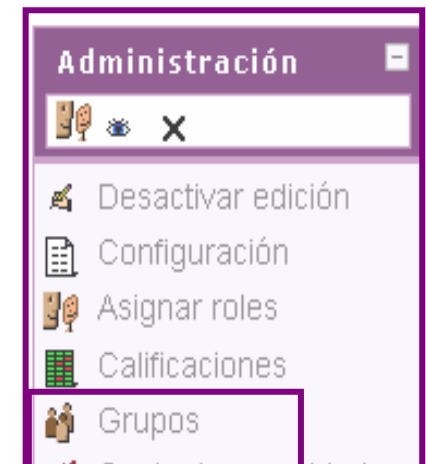 Administración
Desactivar edición
Configuración
Asignar roles
Calificaciones
Grupos